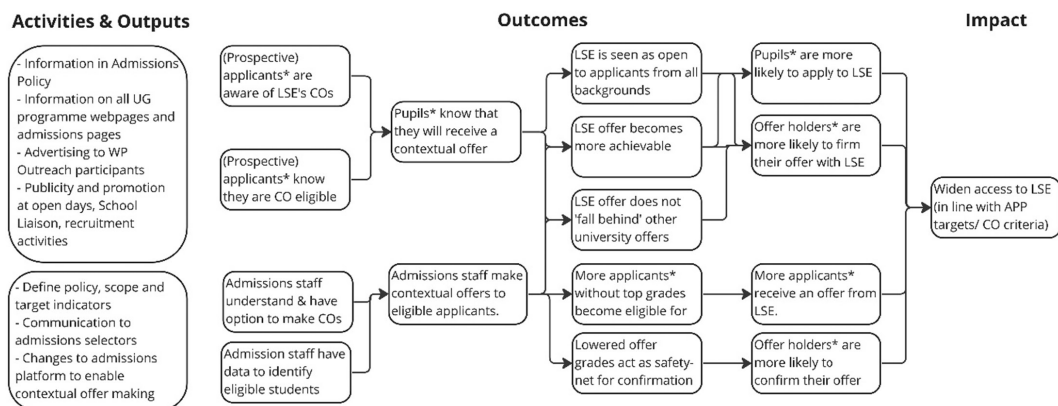 Activities & Outputs
Outcomes
Impact
- Information in Admissions
Policy
- Information on all UG
programme webpages and
admissions pages
- Advertising to WP
Outreach participants
- Publicity and promotion
at open days, School
Liaison, recruitment
activities
- Define policy, scope and
target indicators
- Communication to
admissions selectors
- Changes to admissions
platform to enable
contextual offer making
(Prospective)
applicants* are
aware of LSE's COs
(Prospective)
applicants* know
they are CO eligible
Admissions staff
understand & have
option to make COs
Admission staff have
data to identify
eligible students
Pupils* know that
they will receive a
contextual offer
Admissions staff make
contextual offers to
eligible applicants.
LSE is seen as open
to applicants from all
backgrounds
LSE offer becomes
more achievable
LSE offer does not
'fall behind' other
university offers
More applicants*
without top grades
become eligible for
Lowered offer
grades act as safety-
net for confirmation
Pupils* are more
likely to apply to LSE
Offer holders* are
more likely to firm
their offer with LSE
More applicants*
receive an offer from
LSE.
Offer holders* are
more likely to
confirm their offer
Widen access to LSE
(in line with APP
targets/ CO criteria)